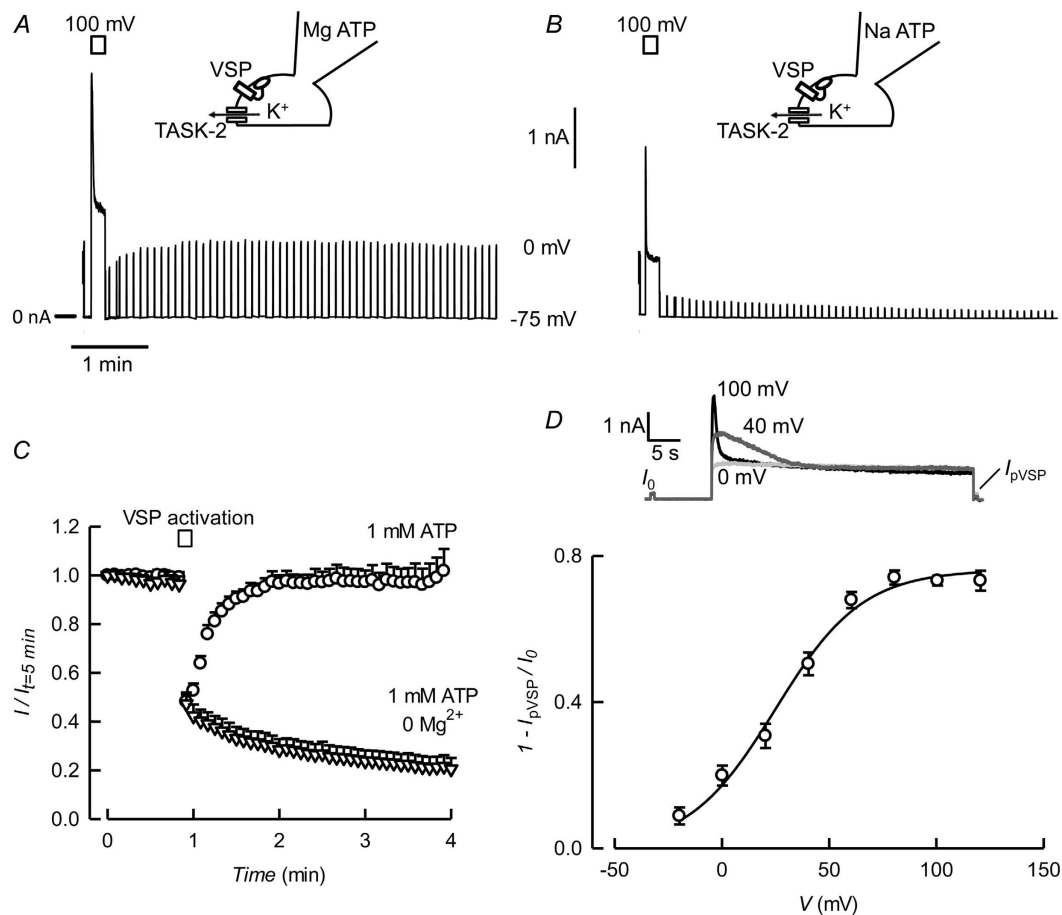 A
100 mV
Mg ATP
VSP
K+
TASK-2
1 nA
0 mV
0 nA
-75 mV
1 min
B
100 mV
Na ATP
VSP
K+
TASK-2
C
VSP activation
1 mM ATP
1.2
1.0
0.8
0.6
0.4
0.2
0.0
I / It=5 min
1 mM ATP
0 Mg2+
0 1 2 3 4
Time (min)
D
100 mV
1 nA
40 mV
5 s
I0
0 mV
IpVSP
0.8
0.4
0.0
1 - IpVSP / I0
-50 0 50 100 150
V (mV)